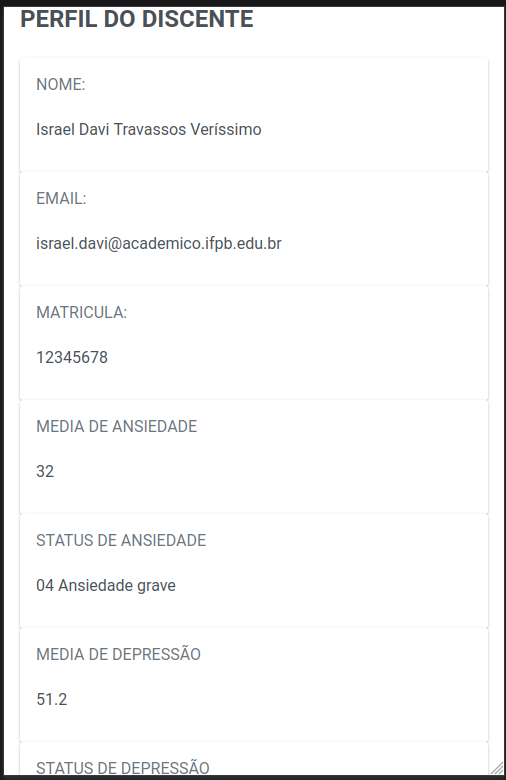 PERFIL DO DISCENTE
NOME:
Israel Davi Travassos Veríssimo
EMAIL:
israel.davi@academico.ifpb.edu.br
MATRICULA:
12345678
MEDIA DE ANSIEDADE
32
STATUS DE ANSIEDADE
04 Ansiedade grave
MEDIA DE DEPRESSÃO
51.2
STATUS DE DEPRESSÃO